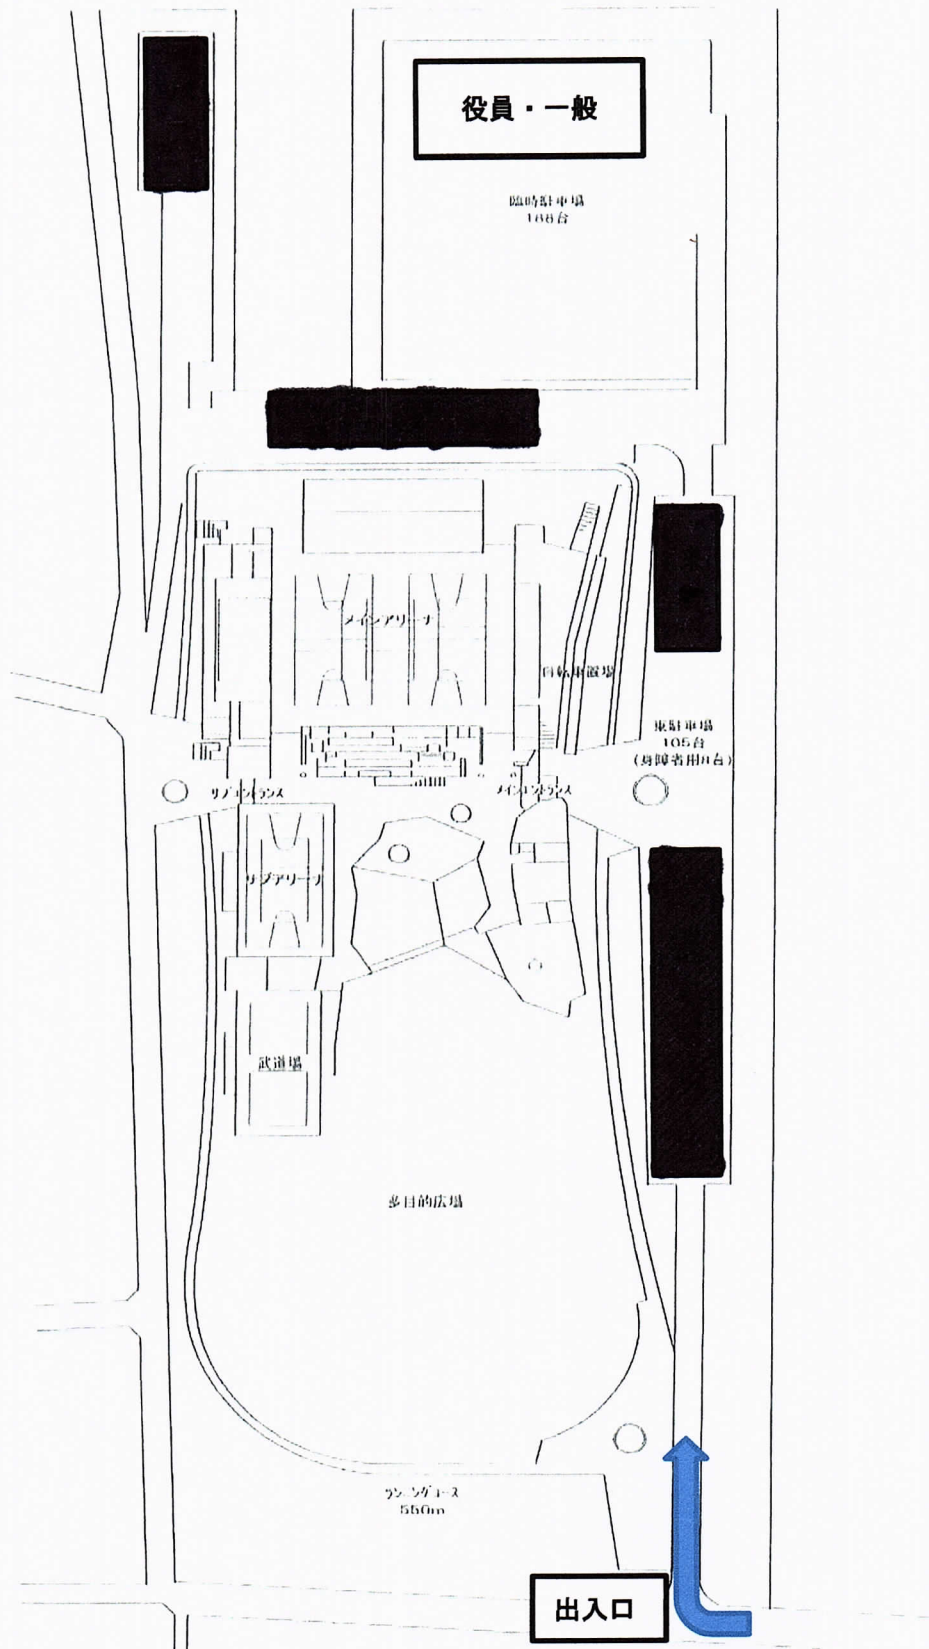 役員・一般
臨時駐車場
188台
メインアリーナ
自転車置場
東駐車場
105台
(身障者用8台)
サブエントランス
メインエントランス
サブアリーナ
武道場
多目的広場
ランニングコース
550m
出入口